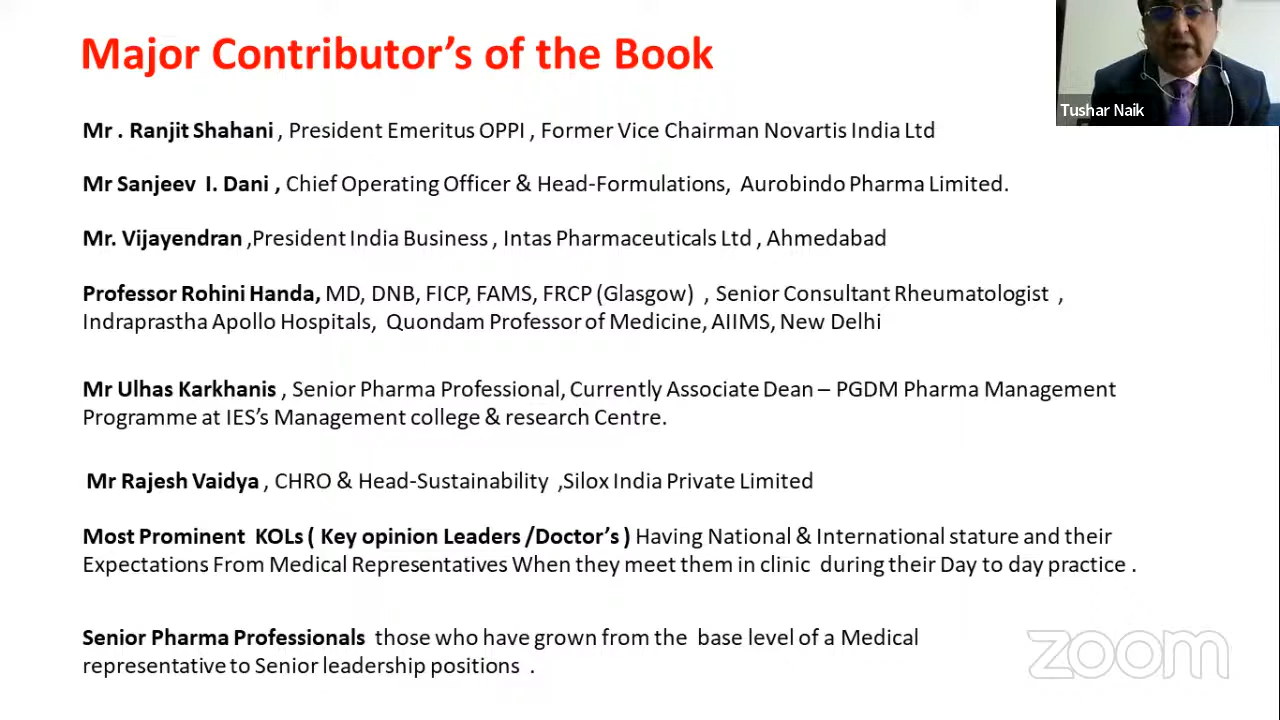 Major Contributor's of the Book
Tushar Naik
Mr . Ranjit Shahani , President Emeritus OPPI , Former Vice Chairman Novartis India Ltd
Mr Sanjeev I. Dani , Chief Operating Officer & Head-Formulations, Aurobindo Pharma Limited.
Mr. Vijayendran ,President India Business , Intas Pharmaceuticals Ltd , Ahmedabad
Professor Rohini Handa, MD, DNB, FICP, FAMS, FRCP (Glasgow) , Senior Consultant Rheumatologist ,
Indraprastha Apollo Hospitals, Quondam Professor of Medicine, AIIMS, New Delhi
Mr Ulhas Karkhanis , Senior Pharma Professional, Currently Associate Dean – PGDM Pharma Management
Programme at IES's Management college & research Centre.
Mr Rajesh Vaidya , CHRO & Head-Sustainability ,Silox India Private Limited
Most Prominent KOLs ( Key opinion Leaders /Doctor's ) Having National & International stature and their
Expectations From Medical Representatives When they meet them in clinic during their Day to day practice .
Senior Pharma Professionals those who have grown from the base level of a Medical
representative to Senior leadership positions .
zoom